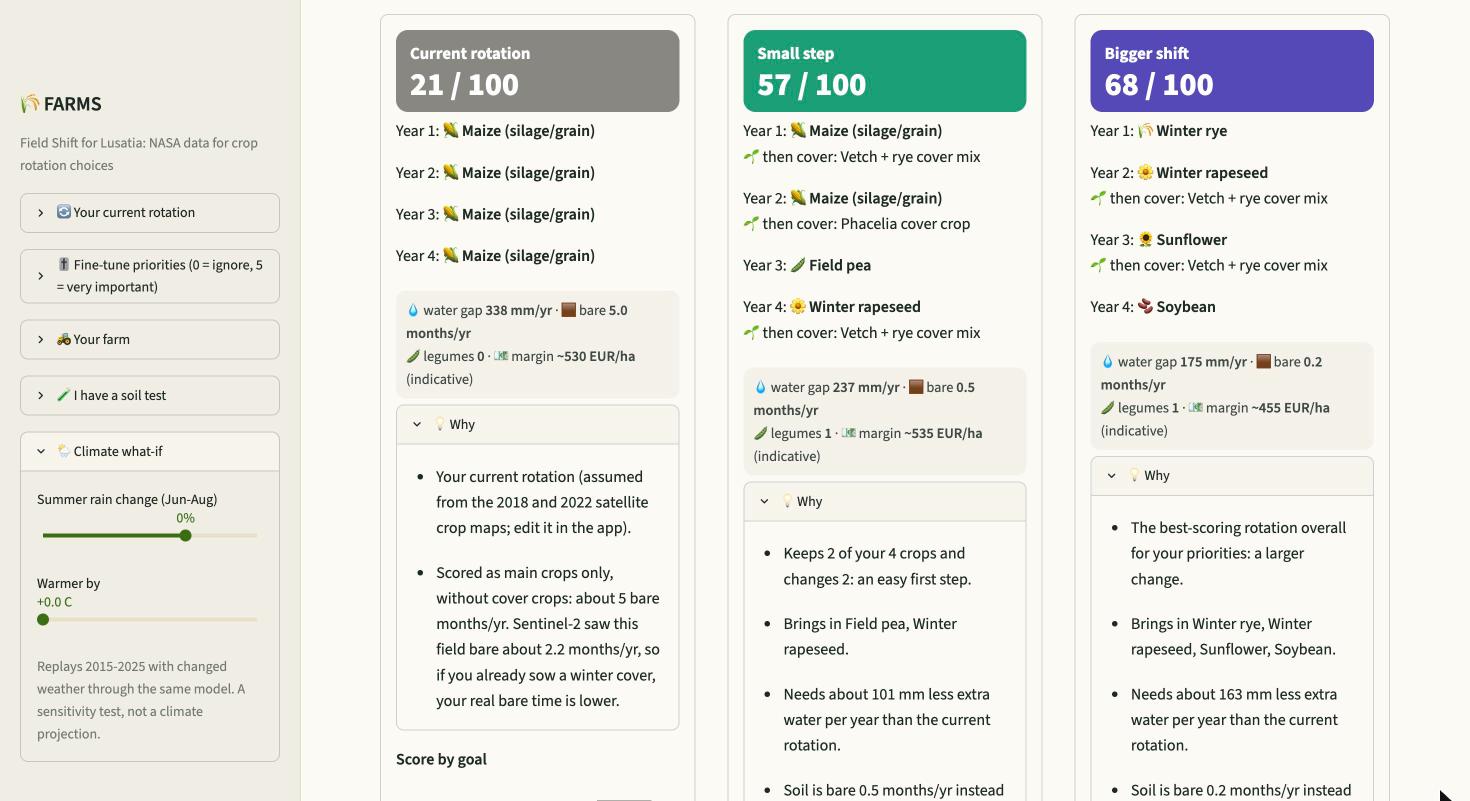 FARMS
Field Shift for Lusatia: NASA data for crop
rotation choices
Your current rotation
Fine-tune priorities (0 = ignore, 5
= very important)
Your farm
I have a soil test
Climate what-if
Summer rain change (Jun-Aug)
0%
Warmer by
+0.0 C
Replays 2015-2025 with changed
weather through the same model. A
sensitivity test, not a climate
projection.
Current rotation
21 / 100
Year 1: Maize (silage/grain)
Year 2: Maize (silage/grain)
Year 3: Maize (silage/grain)
Year 4: Maize (silage/grain)
water gap 338 mm/yr · bare 5.0
months/yr
legumes 0 · margin ~530 EUR/ha
(indicative)
Why
• Your current rotation (assumed
from the 2018 and 2022 satellite
crop maps; edit it in the app).
• Scored as main crops only,
without cover crops: about 5 bare
months/yr. Sentinel-2 saw this
field bare about 2.2 months/yr, so
if you already sow a winter cover,
your real bare time is lower.
Score by goal
Small step
57 / 100
Year 1: Maize (silage/grain)
then cover: Vetch + rye cover mix
Year 2: Maize (silage/grain)
then cover: Phacelia cover crop
Year 3: Field pea
Year 4: Winter rapeseed
then cover: Vetch + rye cover mix
water gap 237 mm/yr · bare 0.5
months/yr
legumes 1 · margin ~535 EUR/ha
(indicative)
Why
• Keeps 2 of your 4 crops and
changes 2: an easy first step.
• Brings in Field pea, Winter
rapeseed.
• Needs about 101 mm less extra
water per year than the current
rotation.
• Soil is bare 0.5 months/yr instead
Bigger shift
68 / 100
Year 1: Winter rye
Year 2: Winter rapeseed
then cover: Vetch + rye cover mix
Year 3: Sunflower
then cover: Vetch + rye cover mix
Year 4: Soybean
water gap 175 mm/yr · bare 0.2
months/yr
legumes 1 · margin ~455 EUR/ha
(indicative)
Why
• The best-scoring rotation overall
for your priorities: a larger
change.
• Brings in Winter rye, Winter
rapeseed, Sunflower, Soybean.
• Needs about 163 mm less extra
water per year than the current
rotation.
• Soil is bare 0.2 months/yr instead